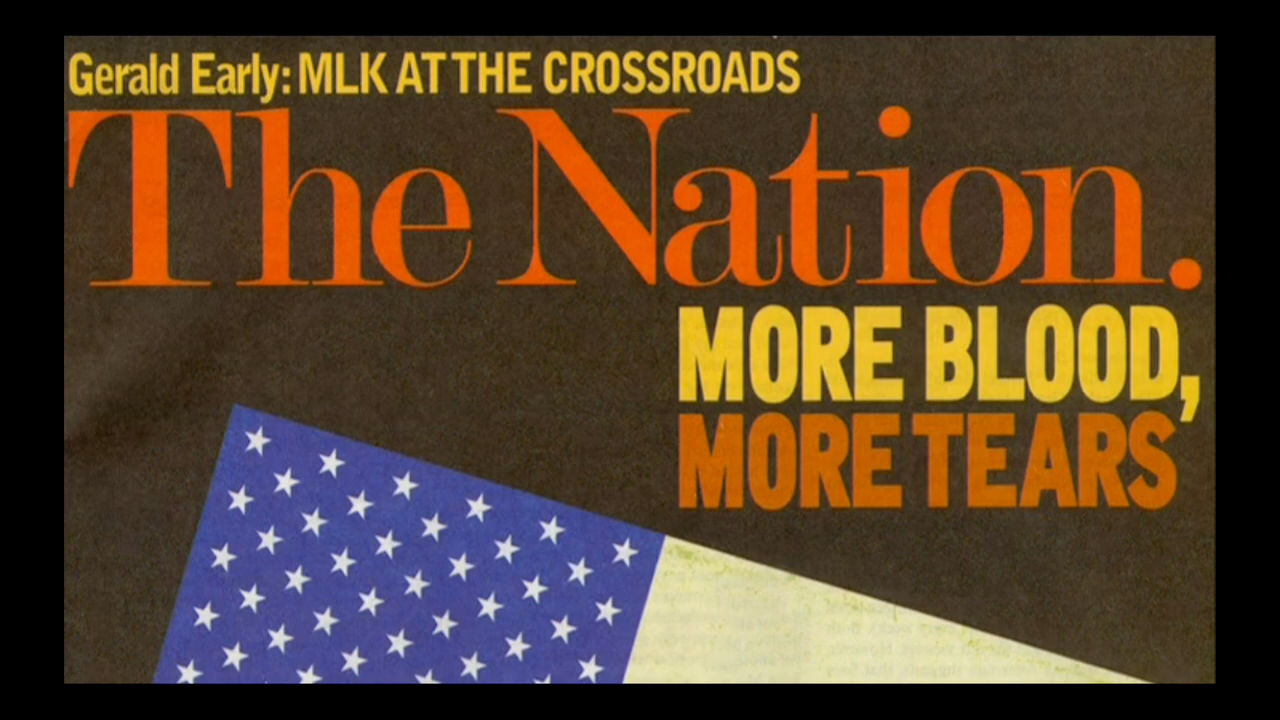 Gerald Early: MLK AT THE CROSSROADS
The Nation.
MORE BLOOD,
MORE TEARS